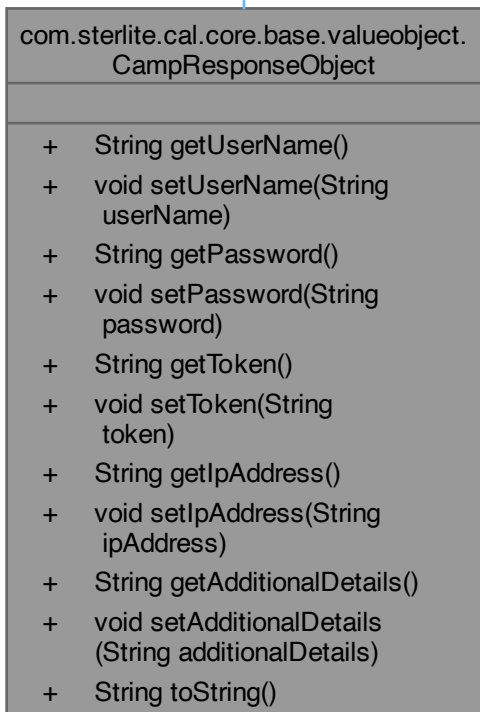 com.sterlite.cal.core.base.valueobject.
CampResponseObject
+ String getUserName()
+ void setUserName(String
userName)
+ String getPassword()
+ void setPassword(String
password)
+ String getToken()
+ void setToken(String
token)
+ String getIpAddress()
+ void setIpAddress(String
ipAddress)
+ String getAdditionalDetails()
+ void setAdditionalDetails
(String additionalDetails)
+ String toString()